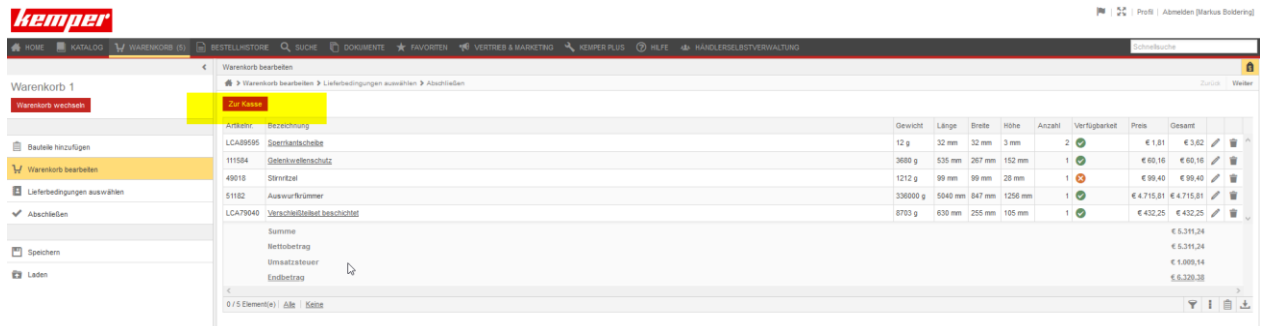 kemper
Profil | Abmelden [Markus Boldering]
HOME KATALOG WARENKORB (5) BESTELLHISTORIE SUCHE DOKUMENTE FAVORITEN VERTRIEB & MARKETING KEMPER PLUS HILFE HÄNDLERSELBSTVERWALTUNG Schnellsuche
Warenkorb bearbeiten
Warenkorb 1
Warenkorb bearbeiten > Lieferbedingungen auswählen > Abschließen Zurück Weiter
Warenkorb wechseln
Zur Kasse
Artikelnr. Bezeichnung Gewicht Länge Breite Höhe Anzahl Verfügbarkeit Preis Gesamt
LCA89595 Sperrkantscheibe 12 g 32 mm 32 mm 3 mm 2 € 1,81 € 3,62
111584 Gelenkwellenschutz 3680 g 535 mm 267 mm 152 mm 1 € 60,16 € 60,16
49018 Stirnritzel 1212 g 99 mm 99 mm 28 mm 1 € 99,40 € 99,40
51182 Auswurfkrümmer 336000 g 5040 mm 847 mm 1256 mm 1 € 4.715,81 € 4.715,81
LCA79040 Verschleißteilset beschichtet 8703 g 630 mm 255 mm 105 mm 1 € 432,25 € 432,25
Bauteile hinzufügen
Warenkorb bearbeiten
Lieferbedingungen auswählen
Abschließen
Speichern
Laden
Summe € 5.311,24
Nettobetrag € 5.311,24
Umsatzsteuer € 1.009,14
Endbetrag € 6.320,38
0 / 5 Element(e) | Alle | Keine